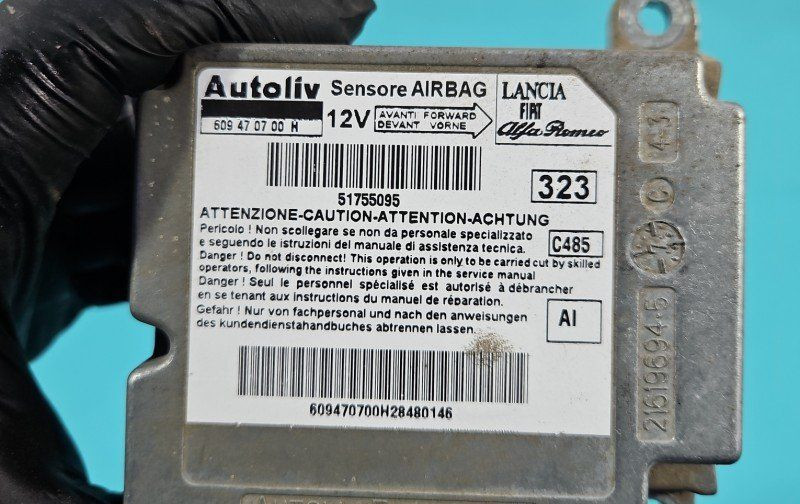 Autoliv Sensore AIRBAG
609 47 07 00 H
12V
AVANTI FORWARD
DEVANT VORNE
LANCIA
FIAT
Alfa Romeo
51755095
323
ATTENZIONE-CAUTION-ATTENTION-ACHTUNG
Pericolo ! Non scollegare se non da personale specializzato
e seguendo le istruzioni del manuale di assistenza tecnica.
C485
Danger ! Do not disconnect! This operation is only to be carried cut by skilled
operators, following the instructions given in the service manual
Danger ! Seul le personnel spécialisé est autorisé à débrancher
en se tenant aux instructions du manuel de réparation.
Gefahr ! Nur von fachpersonal und nach den anweisungen
des kundendienstahandbuches abtrennen lassen.
AI
609470700H28480146
4-3
21619694-5